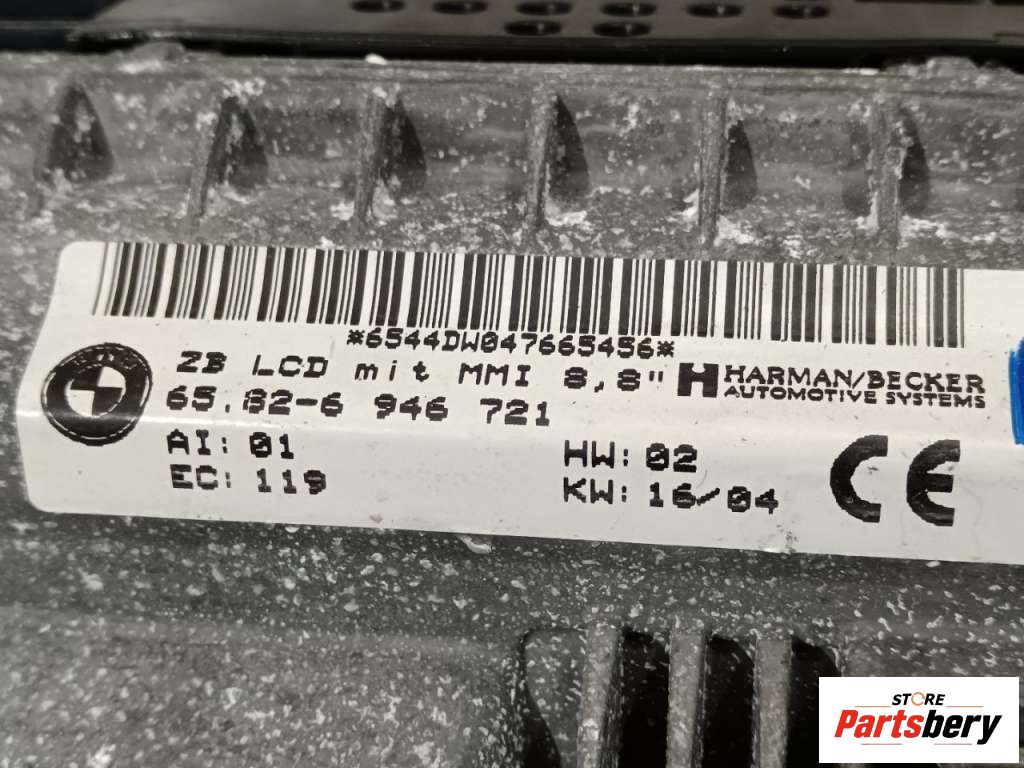 *6544DW047665456*
ZB LCD mit MMI 8,8"
HARMAN/BECKER
AUTOMOTIVE SYSTEMS
65.82-6 946 721
AI: 01
HW: 02
EC: 119
KW: 16/04
CE
STORE
Partsbery